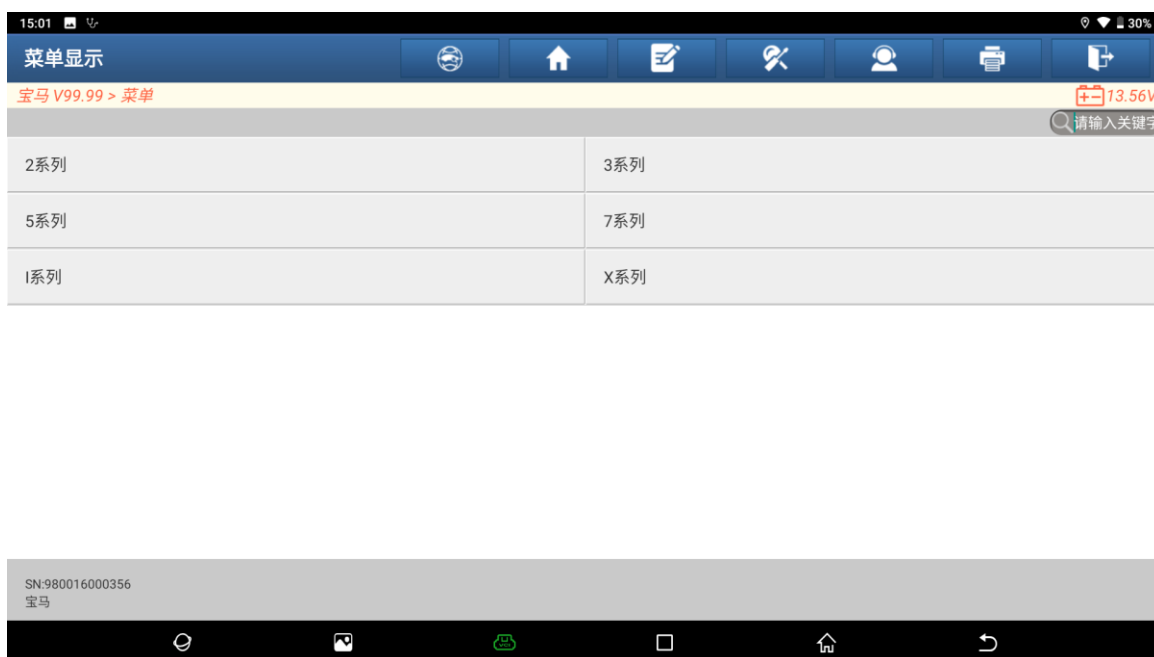 15:01 30%
菜单显示
宝马 V99.99 > 菜单 13.56V
请输入关键字
2系列 3系列
5系列 7系列
I系列 X系列
SN:980016000356
宝马